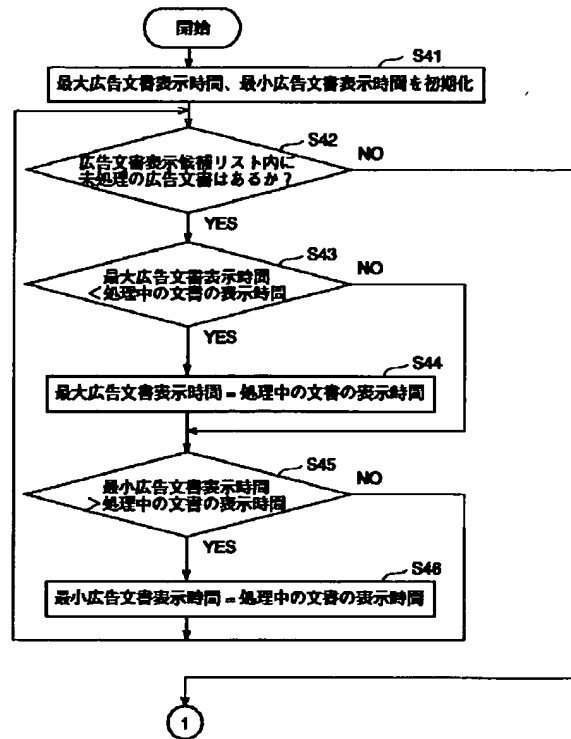 開始
S41
最大広告文書表示時間、最小広告文書表示時間を初期化
S42
広告文書表示候補リスト内に
未処理の広告文書はあるか?
NO
YES
S43
最大広告文書表示時間
<処理中の文書の表示時間
NO
YES
S44
最大広告文書表示時間=処理中の文書の表示時間
S45
最小広告文書表示時間
>処理中の文書の表示時間
NO
YES
S46
最小広告文書表示時間=処理中の文書の表示時間
1